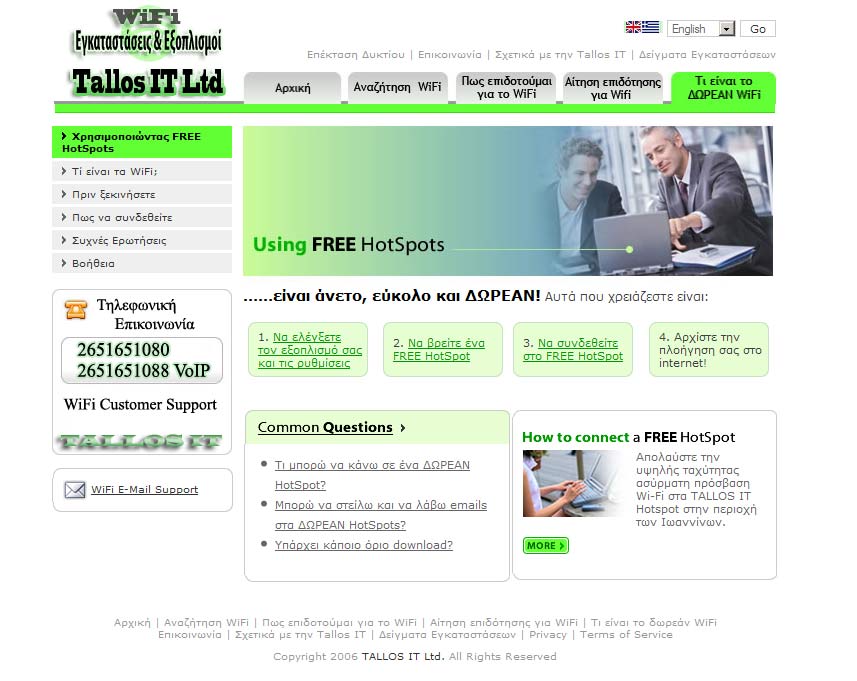 WiFi
Εγκαταστάσεις & Εξοπλισμοί
Tallos IT Ltd
English
Go
Επέκταση Δυκτίου | Επικοινωνία | Σχετικά με την Tallos IT | Δείγματα Εγκαταστάσεων
Αρχική
Αναζήτηση WiFi
Πως επιδοτούμαι
για το WiFi
Αίτηση επιδότησης
για Wifi
Τι είναι το
ΔΩΡΕΑΝ WiFi
Χρησιμοποιώντας FREE
HotSpots
Τί είναι τα WiFi;
Πριν ξεκινήσετε
Πως να συνδεθείτε
Συχνές Ερωτήσεις
Βοήθεια
Using FREE HotSpots
Τηλεφωνική
Επικοινωνία
2651651080
2651651088 VoIP
WiFi Customer Support
TALLOS IT
WiFi E-Mail Support
......είναι άνετο, εύκολο και ΔΩΡΕΑΝ! Αυτά που χρειάζεστε είναι:
1. Να ελένξετε
τον εξοπλισμό σας
και τις ρυθμίσεις
2. Να βρείτε ένα
FREE HotSpot
3. Να συνδεθείτε
στο FREE HotSpot
4. Αρχίστε την
πλοήγηση σας στο
internet!
Common Questions
Τι μπορώ να κάνω σε ένα ΔΩΡΕΑΝ
HotSpot?
Μπορώ να στείλω και να λάβω emails
στα ΔΩΡΕΑΝ HotSpots?
Υπάρχει κάποιο όριο download?
How to connect a FREE HotSpot
Απολαύστε την
υψηλής ταχύτητας
ασύρματη πρόσβαση
Wi-Fi στα TALLOS IT
Hotspot στην περιοχή
των Ιωαννίνων.
MORE
Αρχική | Αναζήτηση WiFi | Πως επιδοτούμαι για το WiFi | Αίτηση επιδότησης για WiFi | Τι είναι το δωρεάν WiFi
Επικοινωνία | Σχετικά με την Tallos IT | Δείγματα Εγκαταστάσεων | Privacy | Terms of Service
Copyright 2006 TALLOS IT Ltd. All Rights Reserved